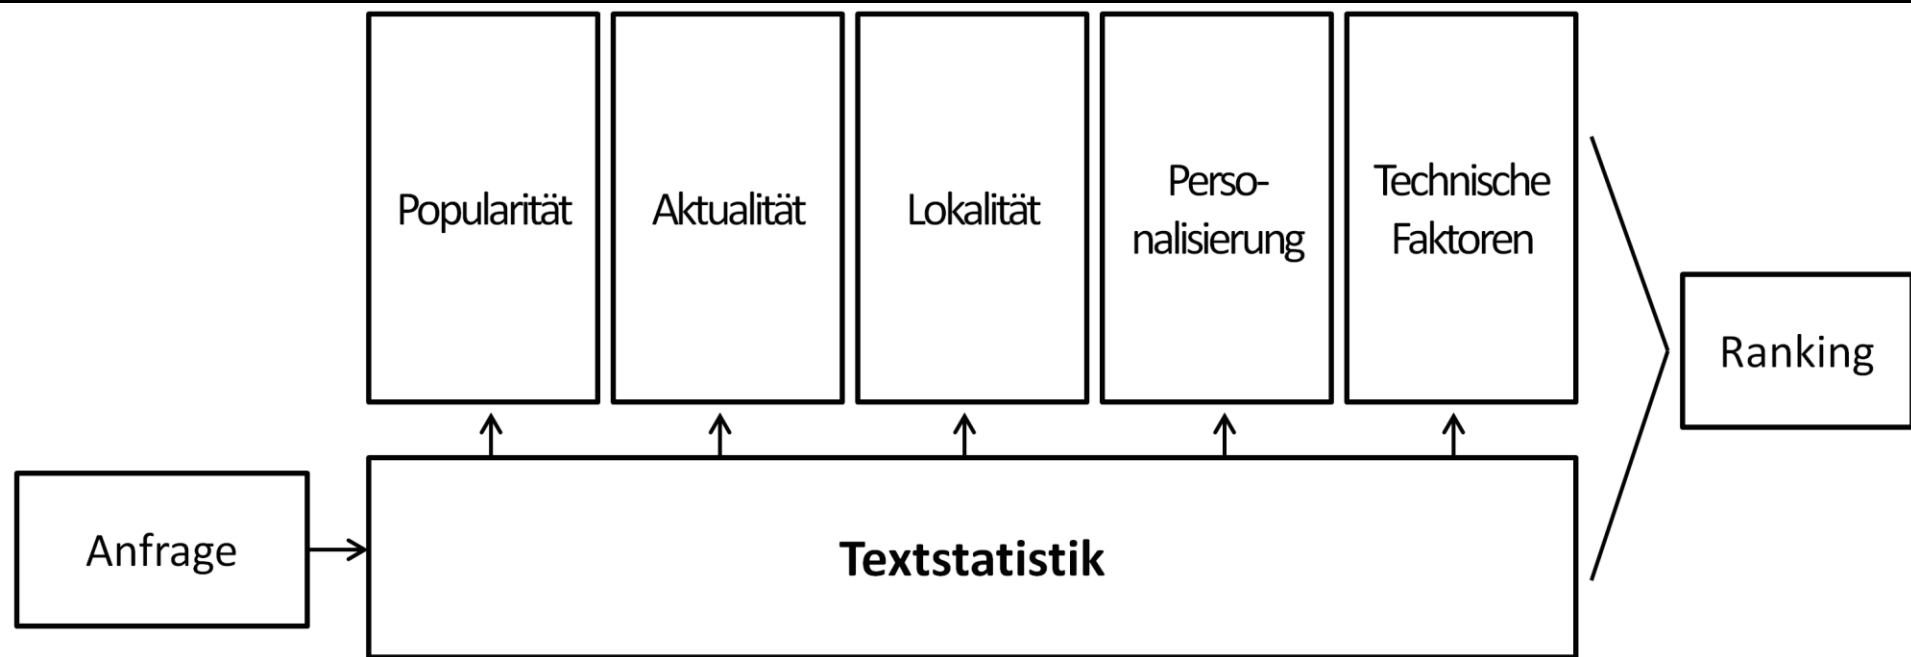 Popularität
Aktualität
Lokalität
Perso-
nalisierung
Technische
Faktoren
Ranking
Anfrage
Textstatistik